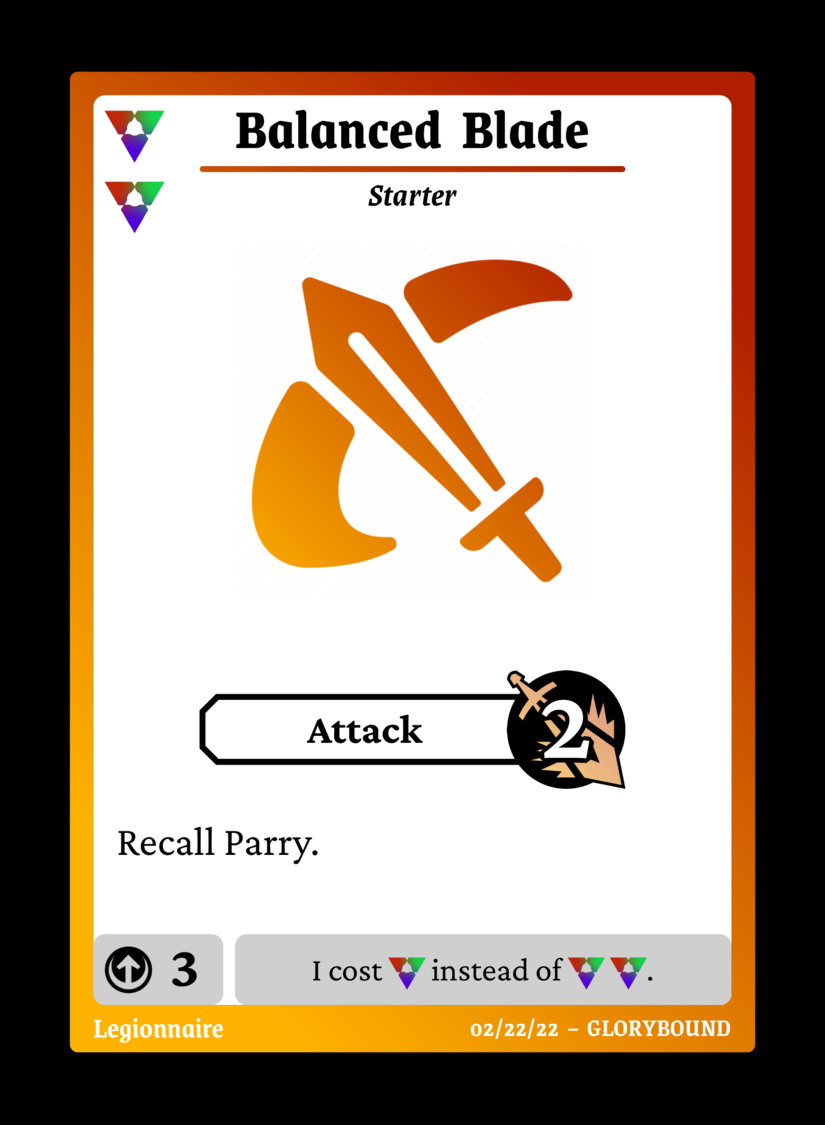 Balanced Blade
Starter
Attack
2
Recall Parry.
3
I cost instead of .
Legionnaire
02/22/22 – GLORYBOUND